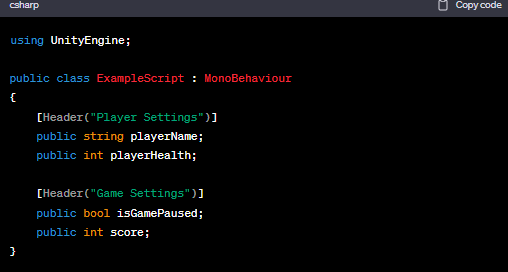 csharp Copy code
using UnityEngine;
public class ExampleScript : MonoBehaviour
{
[Header("Player Settings")]
public string playerName;
public int playerHealth;
[Header("Game Settings")]
public bool isGamePaused;
public int score;
}